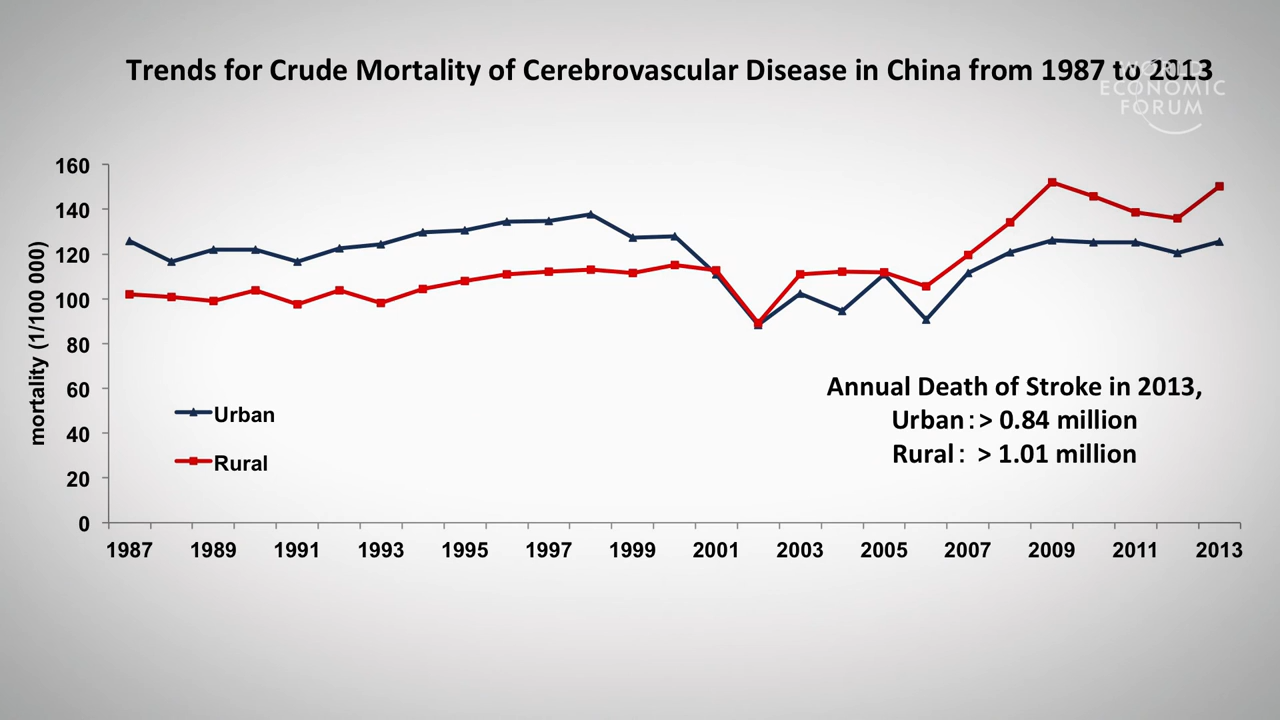 Trends for Crude Mortality of Cerebrovascular Disease in China from 1987 to 2013
WORLD
ECONOMIC
FORUM
mortality (1/100 000)
160
140
120
100
80
60
40
20
0
Urban
Rural
Annual Death of Stroke in 2013,
Urban：> 0.84 million
Rural： > 1.01 million
1987 1989 1991 1993 1995 1997 1999 2001 2003 2005 2007 2009 2011 2013